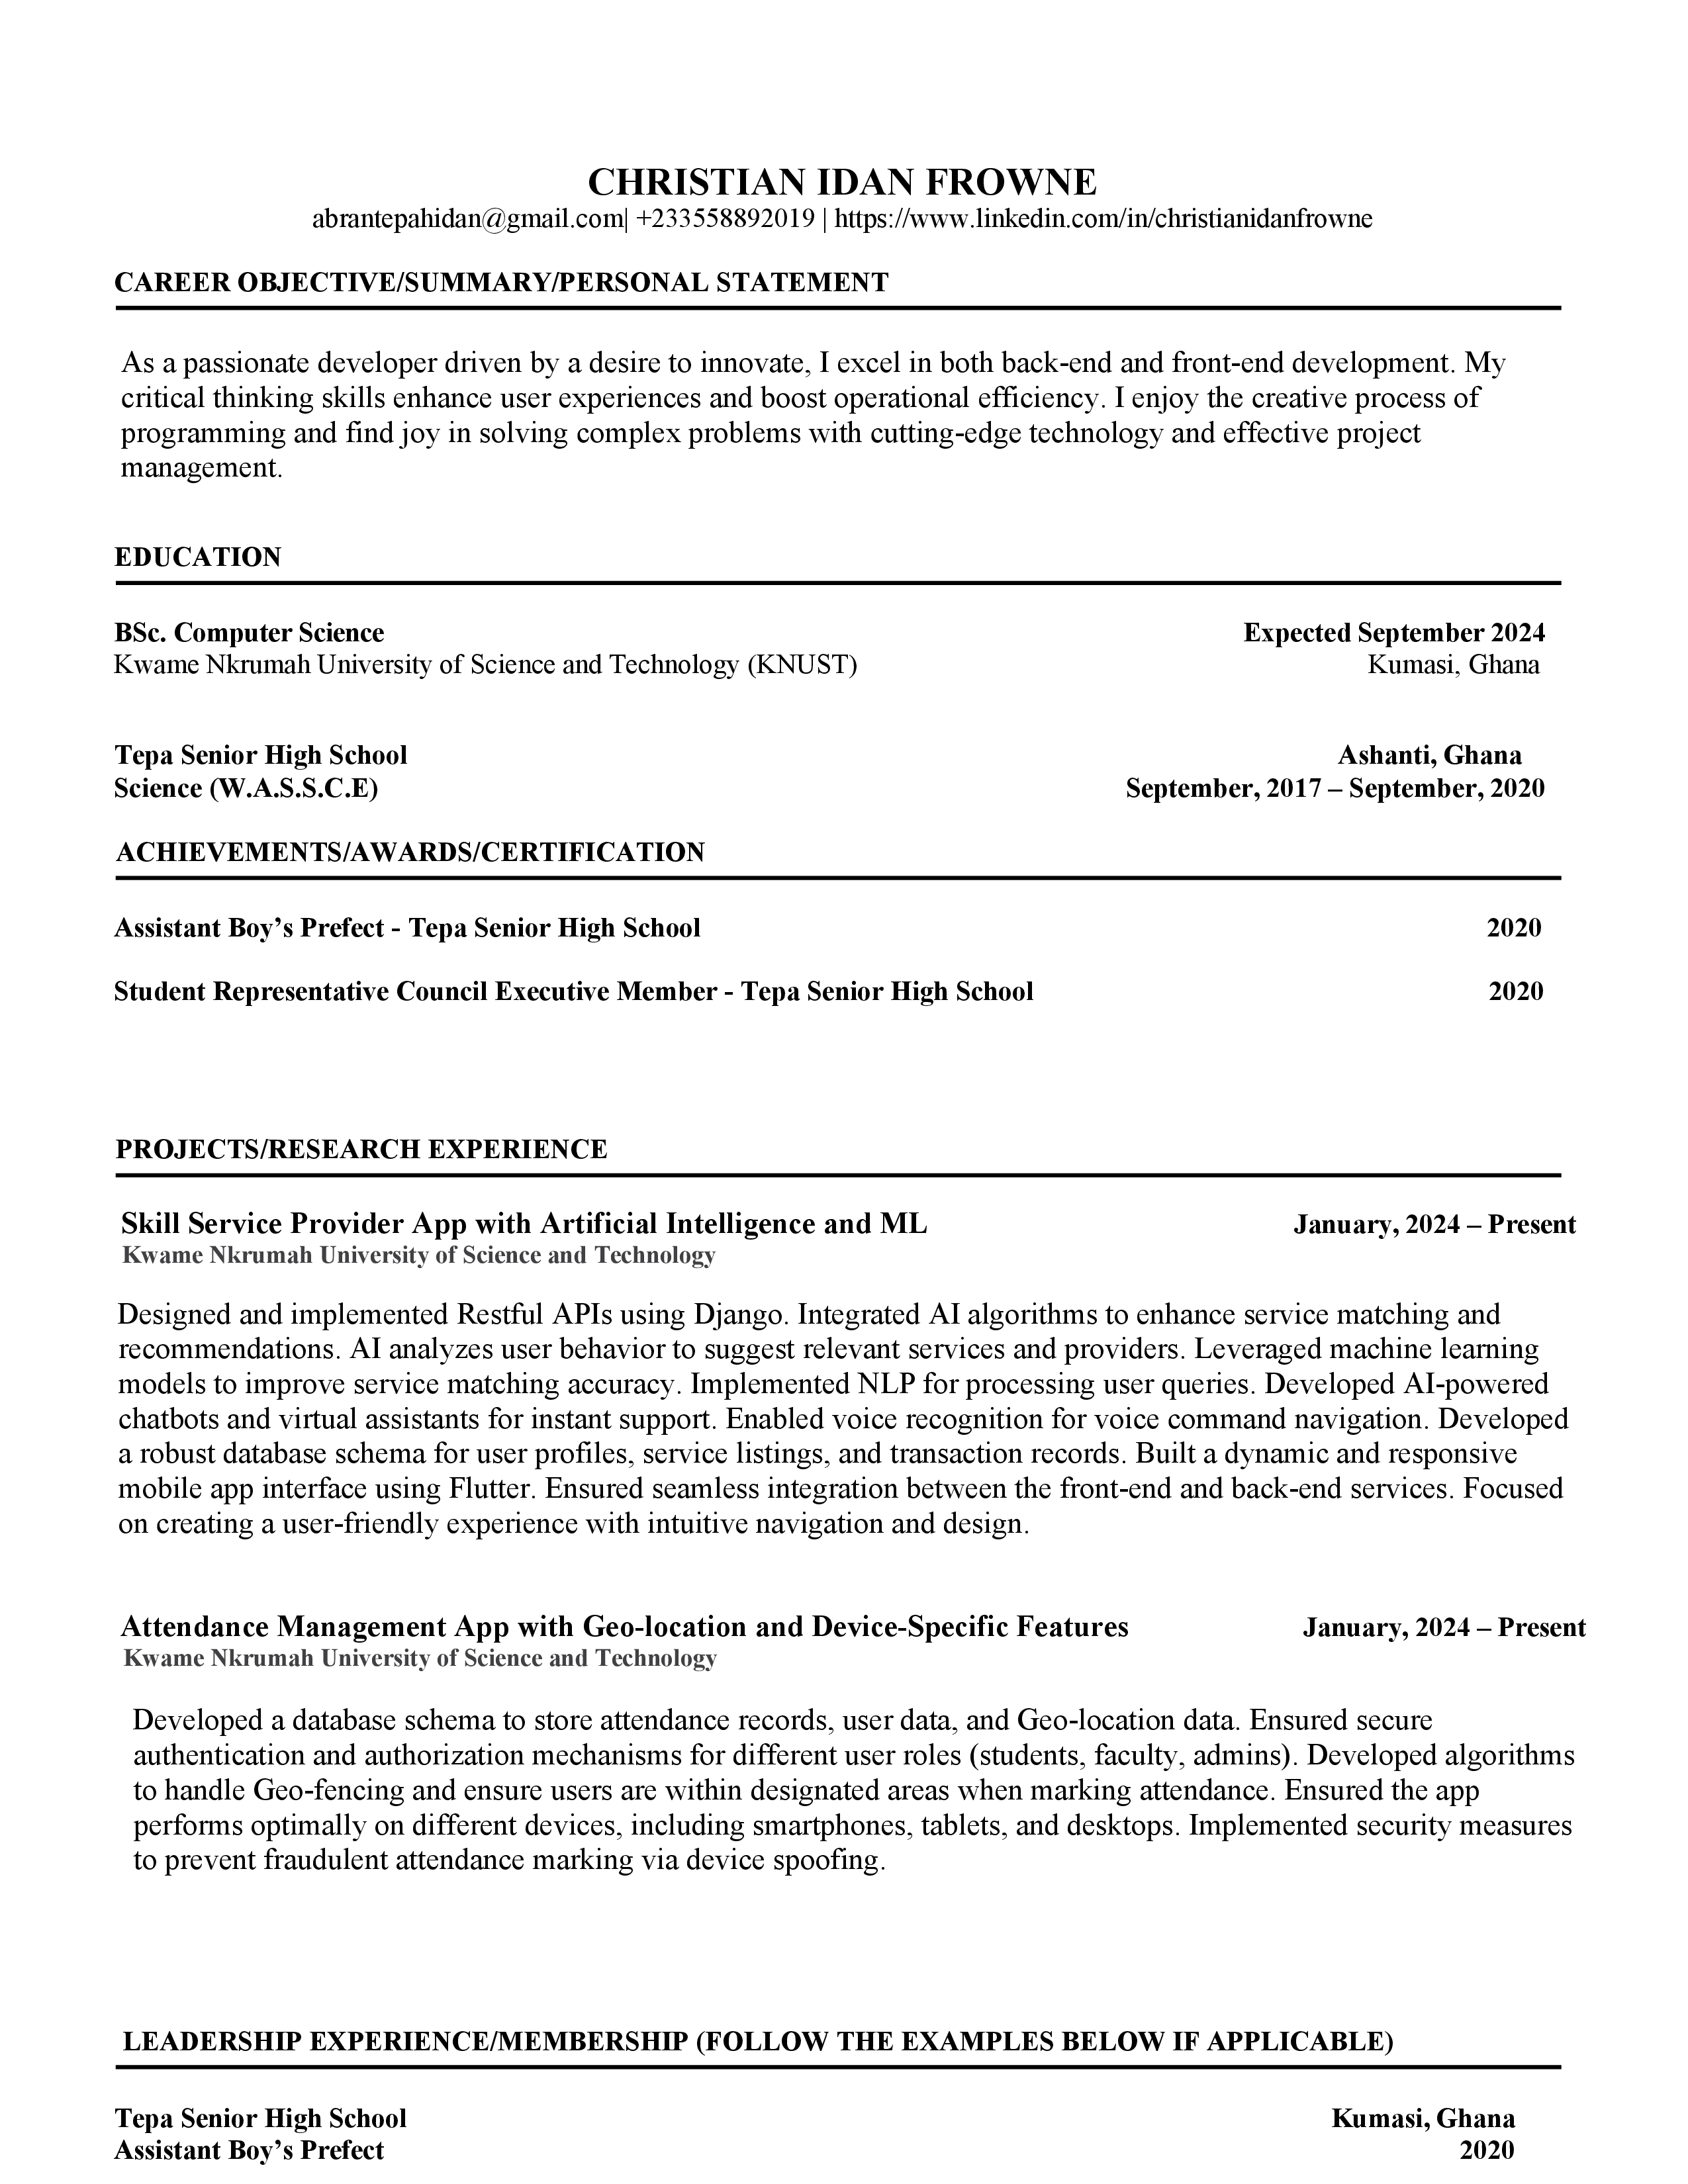 CHRISTIAN IDAN FROWNE
abrantepahidan@gmail.com| +233558892019 | https://www.linkedin.com/in/christianidanfrowne
CAREER OBJECTIVE/SUMMARY/PERSONAL STATEMENT
As a passionate developer driven by a desire to innovate, I excel in both back-end and front-end development. My
critical thinking skills enhance user experiences and boost operational efficiency. I enjoy the creative process of
programming and find joy in solving complex problems with cutting-edge technology and effective project
management.
EDUCATION
BSc. Computer Science Expected September 2024
Kwame Nkrumah University of Science and Technology (KNUST) Kumasi, Ghana
Tepa Senior High School Ashanti, Ghana
Science (W.A.S.S.C.E) September, 2017 – September, 2020
ACHIEVEMENTS/AWARDS/CERTIFICATION
Assistant Boy’s Prefect - Tepa Senior High School 2020
Student Representative Council Executive Member - Tepa Senior High School 2020
PROJECTS/RESEARCH EXPERIENCE
Skill Service Provider App with Artificial Intelligence and ML January, 2024 – Present
Kwame Nkrumah University of Science and Technology
Designed and implemented Restful APIs using Django. Integrated AI algorithms to enhance service matching and
recommendations. AI analyzes user behavior to suggest relevant services and providers. Leveraged machine learning
models to improve service matching accuracy. Implemented NLP for processing user queries. Developed AI-powered
chatbots and virtual assistants for instant support. Enabled voice recognition for voice command navigation. Developed
a robust database schema for user profiles, service listings, and transaction records. Built a dynamic and responsive
mobile app interface using Flutter. Ensured seamless integration between the front-end and back-end services. Focused
on creating a user-friendly experience with intuitive navigation and design.
Attendance Management App with Geo-location and Device-Specific Features January, 2024 – Present
Kwame Nkrumah University of Science and Technology
Developed a database schema to store attendance records, user data, and Geo-location data. Ensured secure
authentication and authorization mechanisms for different user roles (students, faculty, admins). Developed algorithms
to handle Geo-fencing and ensure users are within designated areas when marking attendance. Ensured the app
performs optimally on different devices, including smartphones, tablets, and desktops. Implemented security measures
to prevent fraudulent attendance marking via device spoofing.
LEADERSHIP EXPERIENCE/MEMBERSHIP (FOLLOW THE EXAMPLES BELOW IF APPLICABLE)
Tepa Senior High School Kumasi, Ghana
Assistant Boy’s Prefect 2020